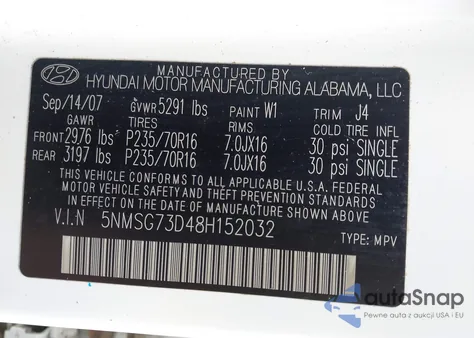 MANUFACTURED BY
HYUNDAI MOTOR MANUFACTURING ALABAMA, LLC
Sep/14/07 GVWR 5291 lbs PAINT W1 TRIM J4
GAWR TIRES RIMS COLD TIRE INFL
FRONT 2976 lbs P235/70R16 7.0JX16 30 psi SINGLE
REAR 3197 lbs P235/70R16 7.0JX16 30 psi SINGLE
THIS VEHICLE CONFORMS TO ALL APPLICABLE U.S.A. FEDERAL
MOTOR VEHICLE SAFETY AND THEFT PREVENTION STANDARDS IN EFFECT
ON THE DATE OF MANUFACTURE SHOWN ABOVE.
V.I.N 5NMSG73D48H152032
TYPE: MPV
autaSnap
Pewne auta z aukcji USA i EU